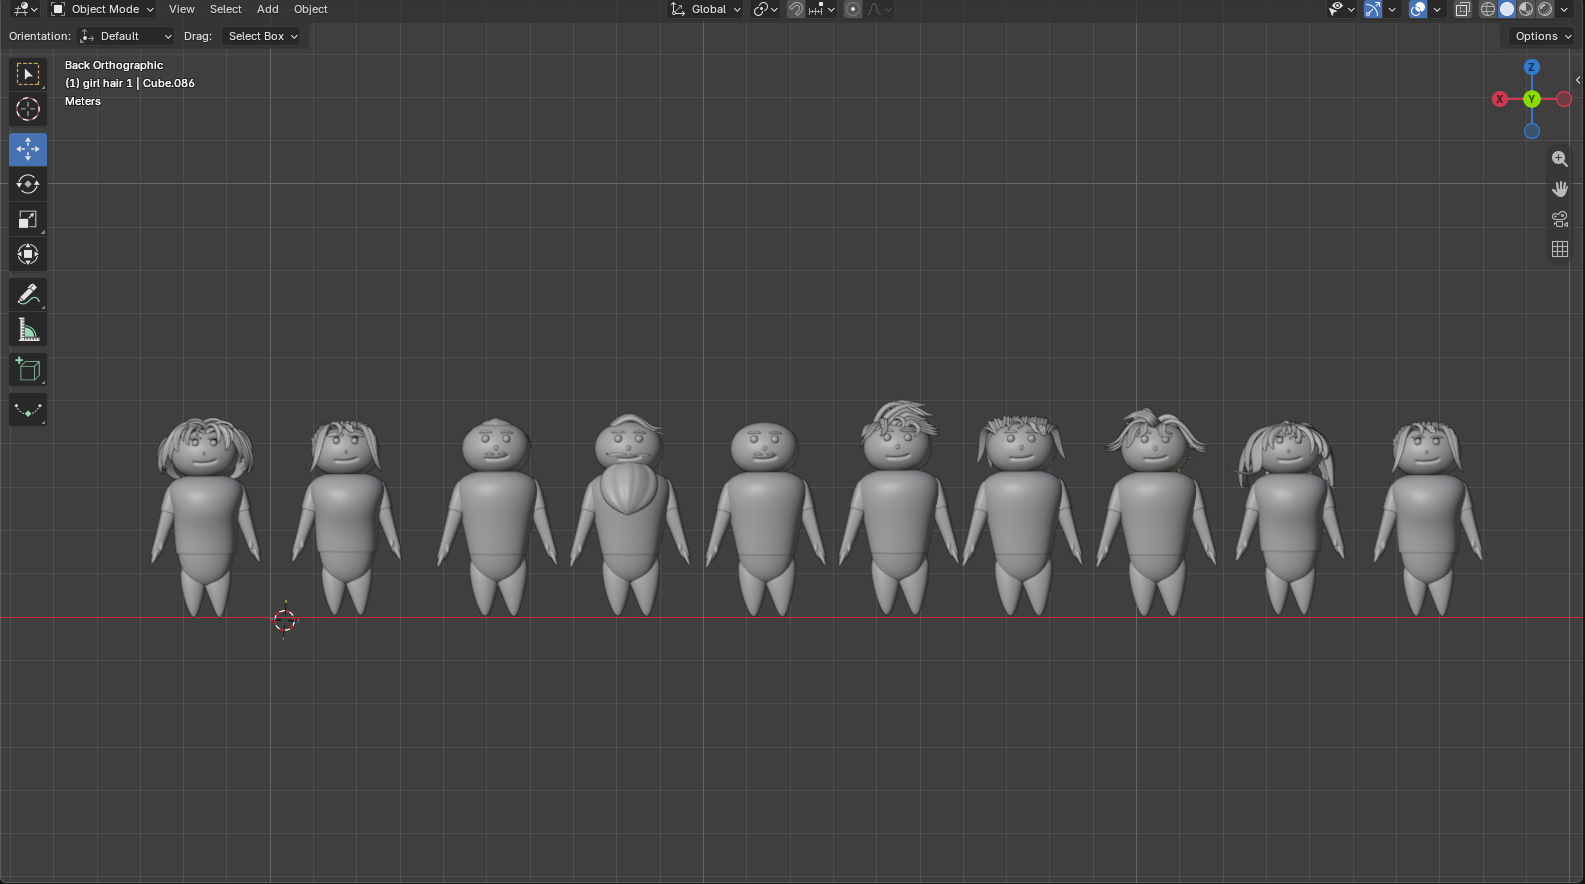 Object Mode View Select Add Object Global
Orientation: Default Drag: Select Box Options
Back Orthographic
(1) girl hair 1 | Cube.086
Meters
Z
X Y